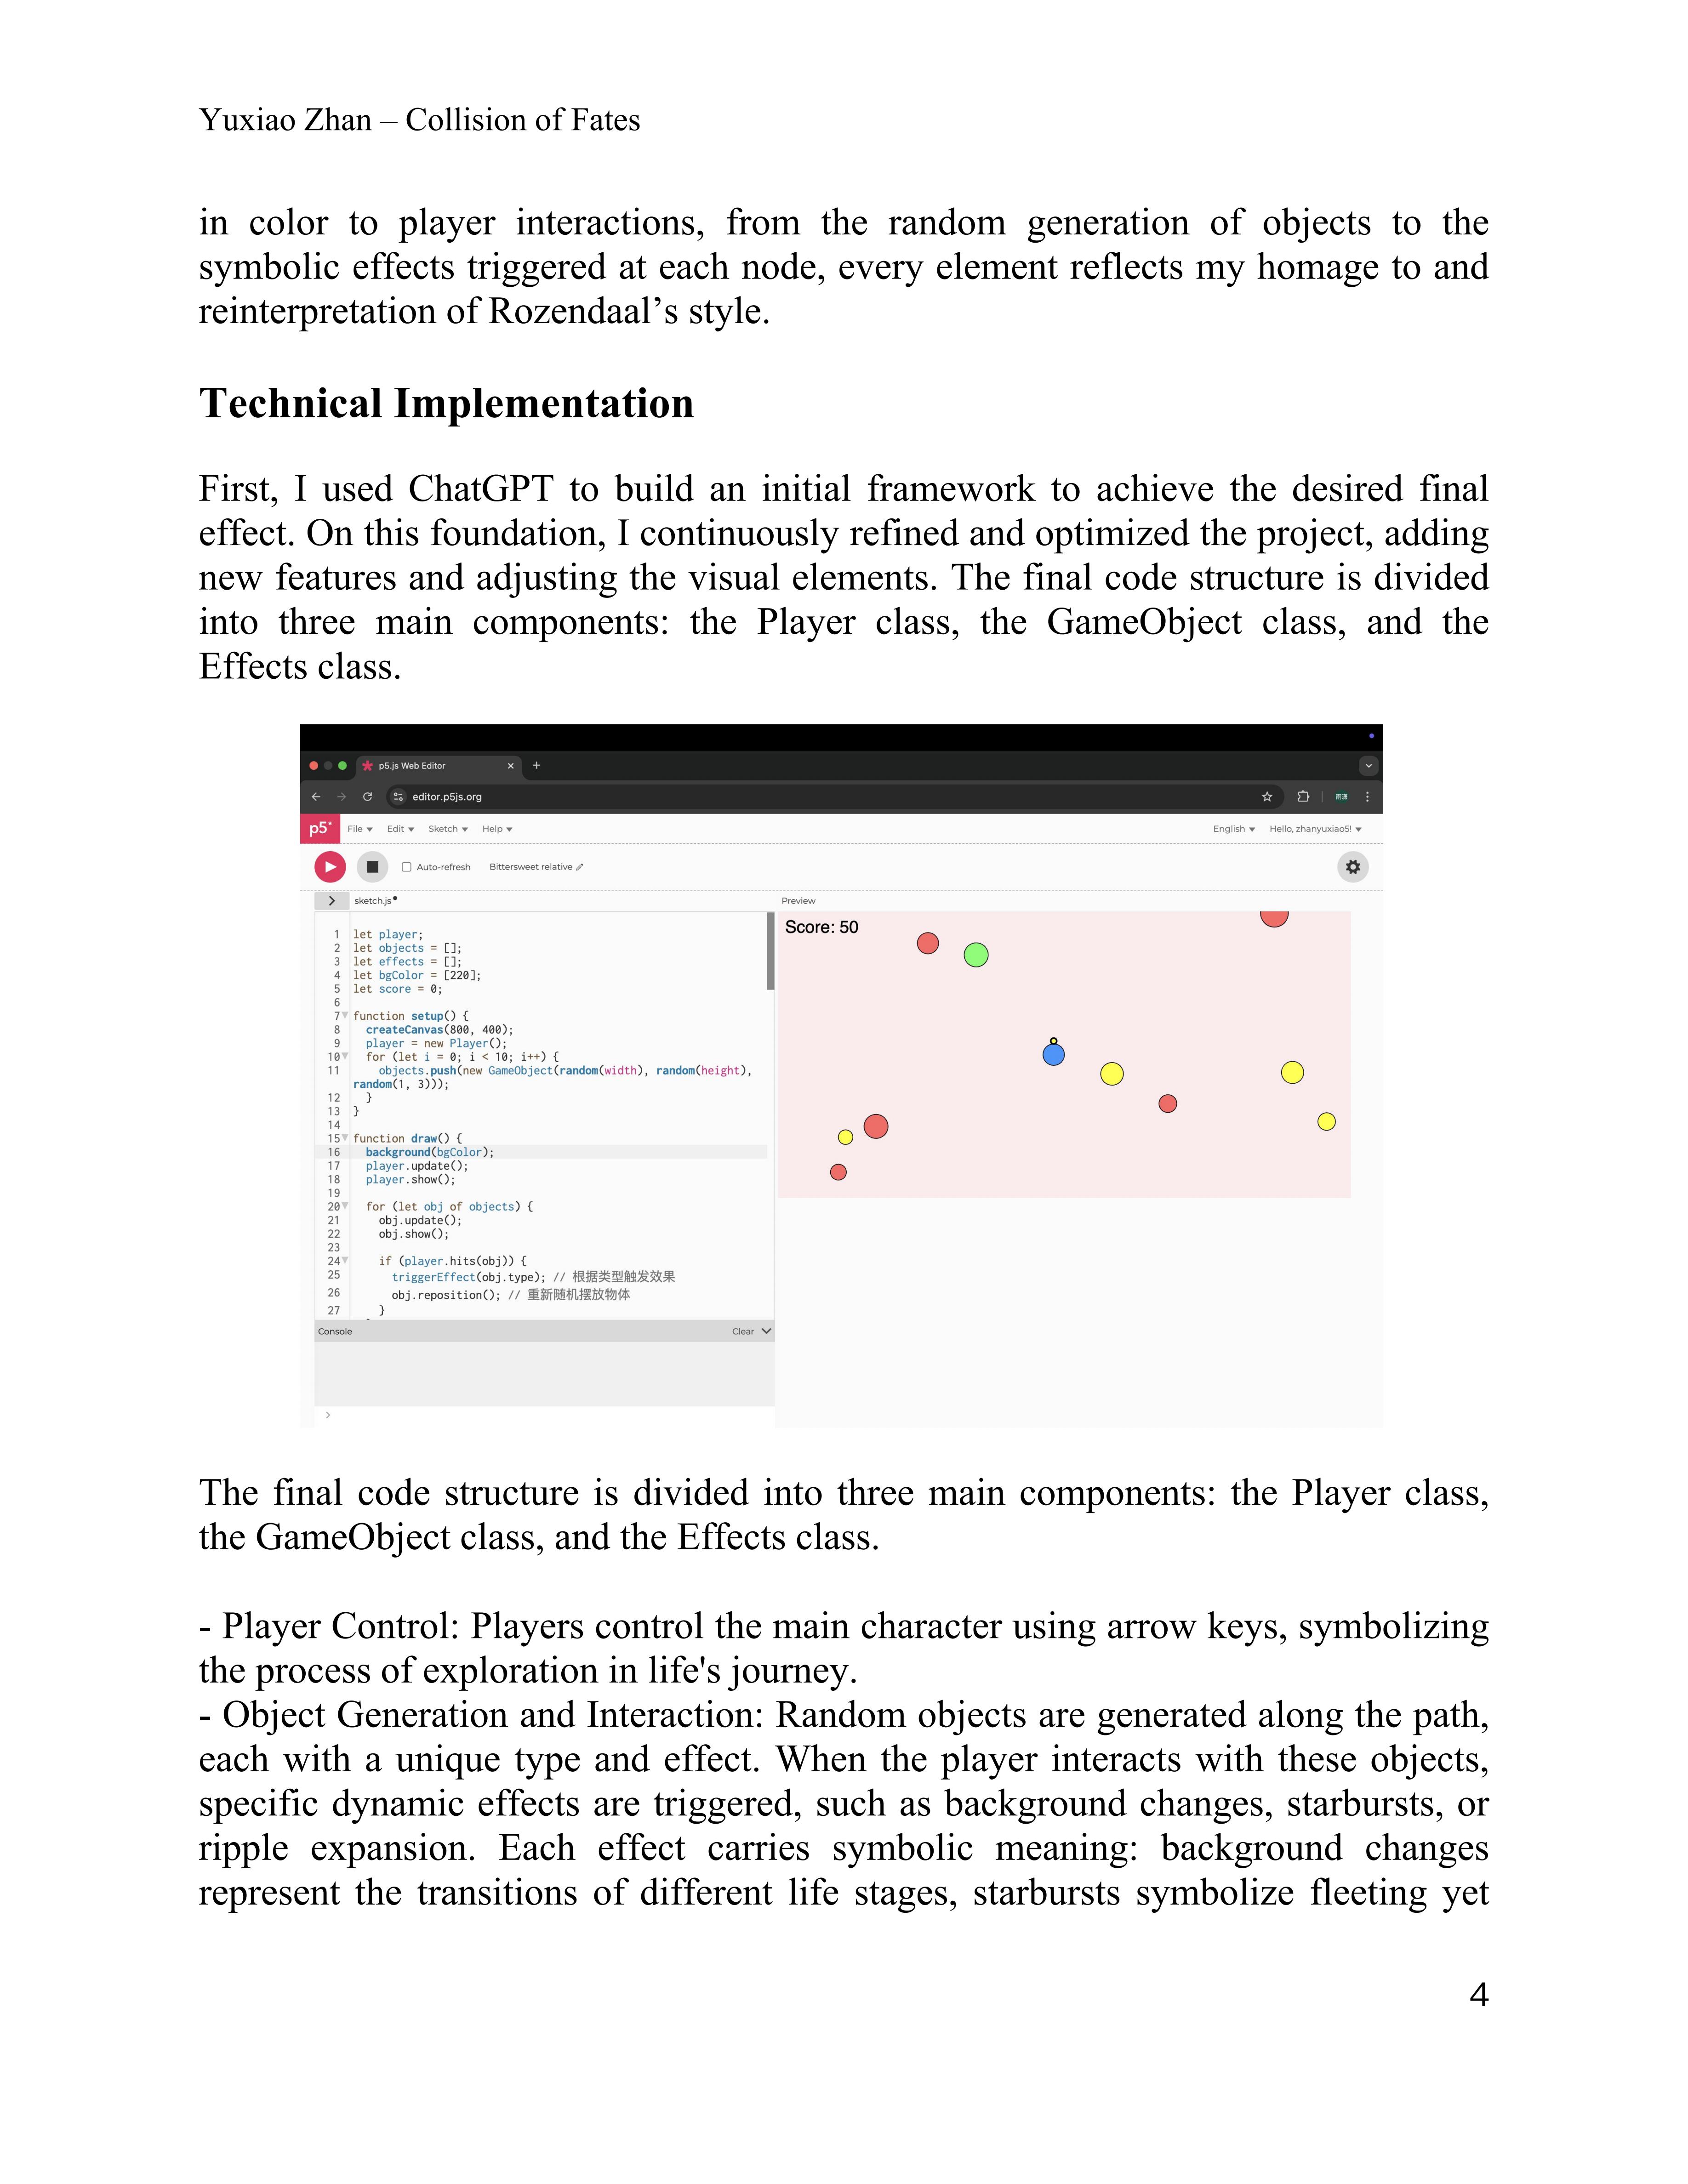 Yuxiao Zhan – Collision of Fates
in color to player interactions, from the random generation of objects to the
symbolic effects triggered at each node, every element reflects my homage to and
reinterpretation of Rozendaal’s style.
Technical Implementation
First, I used ChatGPT to build an initial framework to achieve the desired final
effect. On this foundation, I continuously refined and optimized the project, adding
new features and adjusting the visual elements. The final code structure is divided
into three main components: the Player class, the GameObject class, and the
Effects class.
p5.js Web Editor
editor.p5js.org
p5* File Edit Sketch Help English Hello, zhanyuxiao5!
Auto-refresh Bittersweet relative
sketch.js
Preview
Score: 50
1 let player;
2 let objects = [];
3 let effects = [];
4 let bgColor = [220];
5 let score = 0;
6
7 function setup() {
8 createCanvas(800, 400);
9 player = new Player();
10 for (let i = 0; i < 10; i++) {
11 objects.push(new GameObject(random(width), random(height),
random(1, 3)));
12 }
13 }
14
15 function draw() {
16 background(bgColor);
17 player.update();
18 player.show();
19
20 for (let obj of objects) {
21 obj.update();
22 obj.show();
23
24 if (player.hits(obj)) {
25 triggerEffect(obj.type); // 根据类型触发效果
26 obj.reposition(); // 重新随机摆放物体
27 }
Console Clear
The final code structure is divided into three main components: the Player class,
the GameObject class, and the Effects class.
- Player Control: Players control the main character using arrow keys, symbolizing
the process of exploration in life's journey.
- Object Generation and Interaction: Random objects are generated along the path,
each with a unique type and effect. When the player interacts with these objects,
specific dynamic effects are triggered, such as background changes, starbursts, or
ripple expansion. Each effect carries symbolic meaning: background changes
represent the transitions of different life stages, starbursts symbolize fleeting yet
4